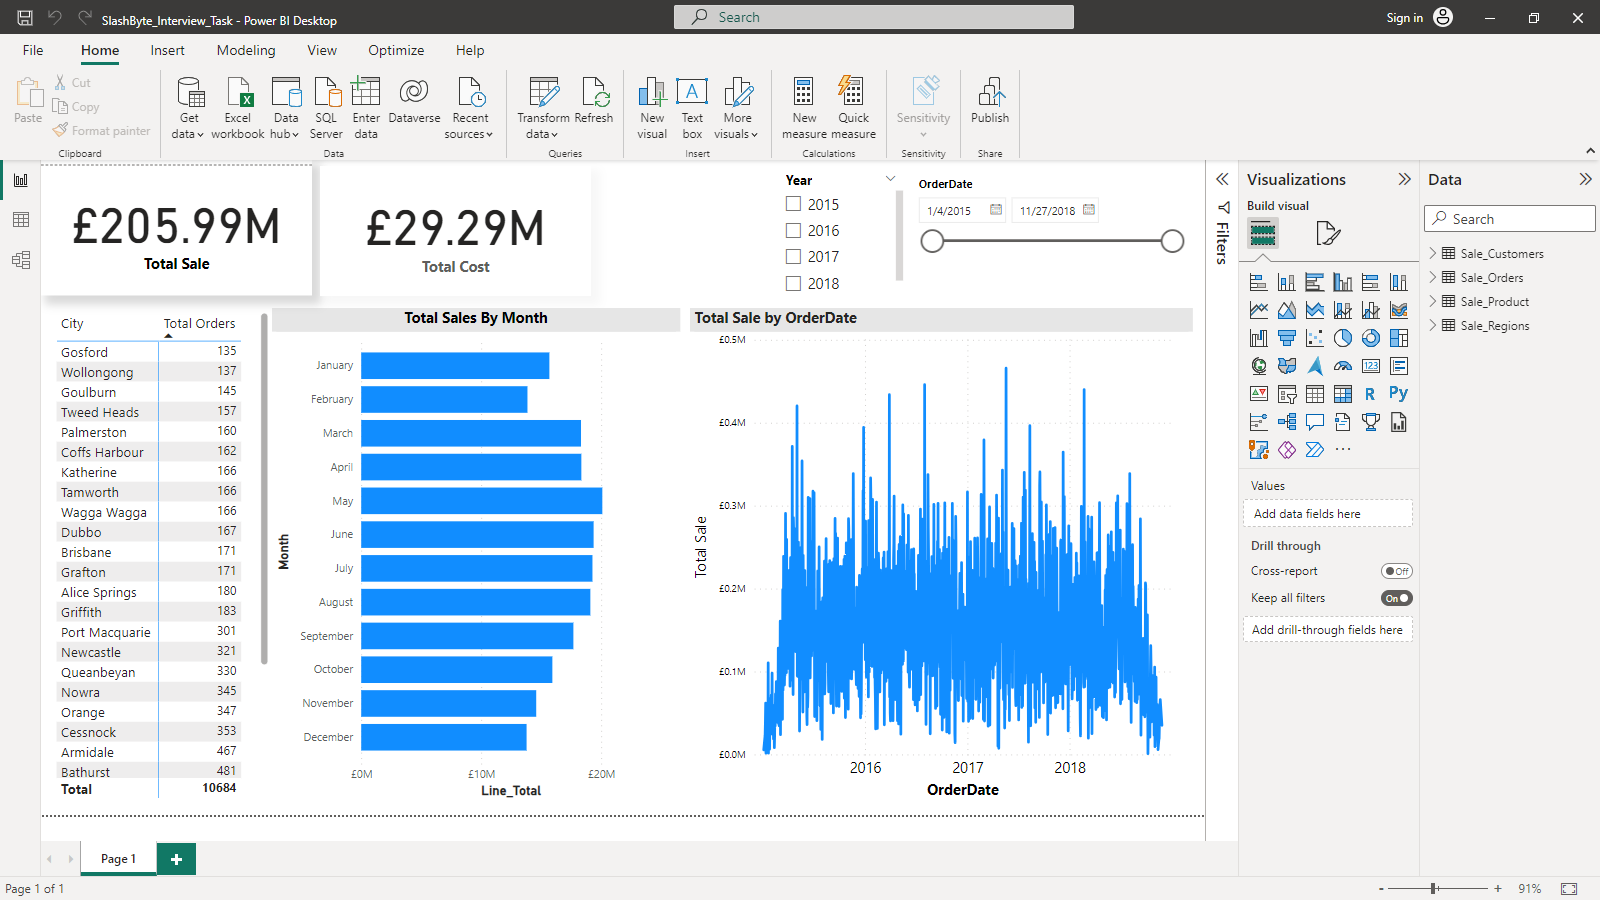 SlashByte_Interview_Task - Power BI Desktop
Search
Sign in
File
Home
Insert
Modeling
View
Optimize
Help
Paste
Cut
Copy
Format painter
Clipboard
Get data
Excel workbook
Data hub
SQL Server
Enter data
Dataverse
Recent sources
Data
Transform data
Refresh
Queries
New visual
Text box
More visuals
Insert
New measure
Quick measure
Calculations
Sensitivity
Sensitivity
Publish
Share
£205.99M
Total Sale
£29.29M
Total Cost
Year
2015
2016
2017
2018
OrderDate
1/4/2015
11/27/2018
City Total Orders
Gosford 135
Wollongong 137
Goulburn 145
Tweed Heads 157
Palmerston 160
Coffs Harbour 162
Katherine 166
Tamworth 166
Wagga Wagga 166
Dubbo 167
Brisbane 171
Grafton 171
Alice Springs 180
Griffith 183
Port Macquarie 301
Newcastle 321
Queanbeyan 330
Nowra 345
Orange 347
Cessnock 353
Armidale 467
Bathurst 481
Total 10684
Total Sales By Month
Month
January
February
March
April
May
June
July
August
September
October
November
December
£0M £10M £20M
Line_Total
Total Sale by OrderDate
Total Sale
£0.5M
£0.4M
£0.3M
£0.2M
£0.1M
£0.0M
2016 2017 2018
OrderDate
Filters
Visualizations
Build visual
R
Py
123
Values
Add data fields here
Drill through
Cross-report
Off
Keep all filters
On
Add drill-through fields here
Data
Search
Sale_Customers
Sale_Orders
Sale_Product
Sale_Regions
Page 1
Page 1 of 1
- +
91%